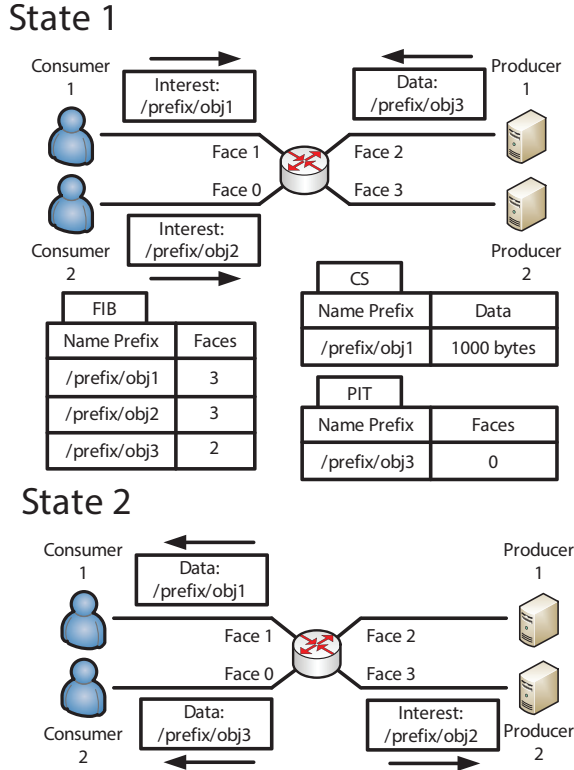 State 1
Consumer
1
Interest:
/prefix/obj1
Data:
/prefix/obj3
Producer
1
Face 1
Face 2
Face 0
Face 3
Consumer
2
Interest:
/prefix/obj2
Producer
2
FIB
Name Prefix Faces
/prefix/obj1 3
/prefix/obj2 3
/prefix/obj3 2
CS
Name Prefix Data
/prefix/obj1 1000 bytes
PIT
Name Prefix Faces
/prefix/obj3 0
State 2
Consumer
1
Data:
/prefix/obj1
Producer
1
Face 1
Face 2
Face 0
Face 3
Consumer
2
Data:
/prefix/obj3
Interest:
/prefix/obj2
Producer
2